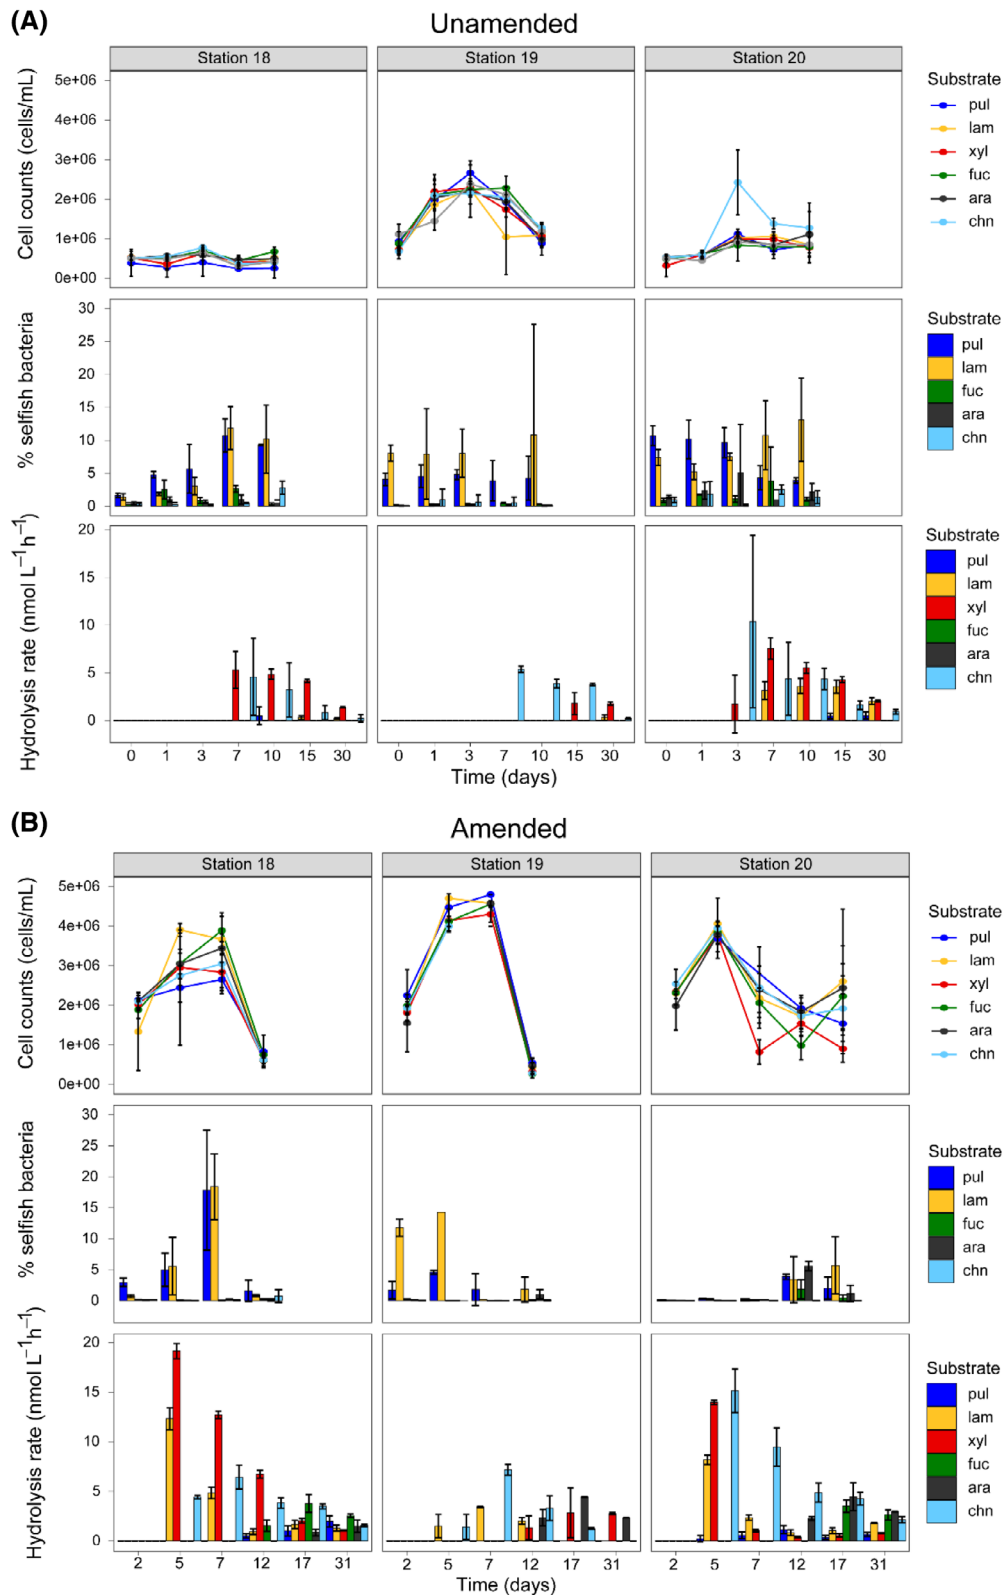 (A)
Unamended
Station 18
Station 19
Station 20
Cell counts (cells/mL)
5e+06
4e+06
3e+06
2e+06
1e+06
0e+00
Substrate
pul
lam
xyl
fuc
ara
chn
% selfish bacteria
30
25
20
15
10
5
0
Substrate
pul
lam
fuc
ara
chn
Hydrolysis rate (nmol L⁻¹h⁻¹)
20
15
10
5
0
Substrate
pul
lam
xyl
fuc
ara
chn
0 1 3 7 10 15 30
0 1 3 7 10 15 30
0 1 3 7 10 15 30
Time (days)
(B)
Amended
Station 18
Station 19
Station 20
Cell counts (cells/mL)
5e+06
4e+06
3e+06
2e+06
1e+06
0e+00
Substrate
pul
lam
xyl
fuc
ara
chn
% selfish bacteria
30
25
20
15
10
5
0
Substrate
pul
lam
fuc
ara
chn
Hydrolysis rate (nmol L⁻¹h⁻¹)
20
15
10
5
0
Substrate
pul
lam
xyl
fuc
ara
chn
2 5 7 12 17 31
2 5 7 12 17 31
2 5 7 12 17 31
Time (days)